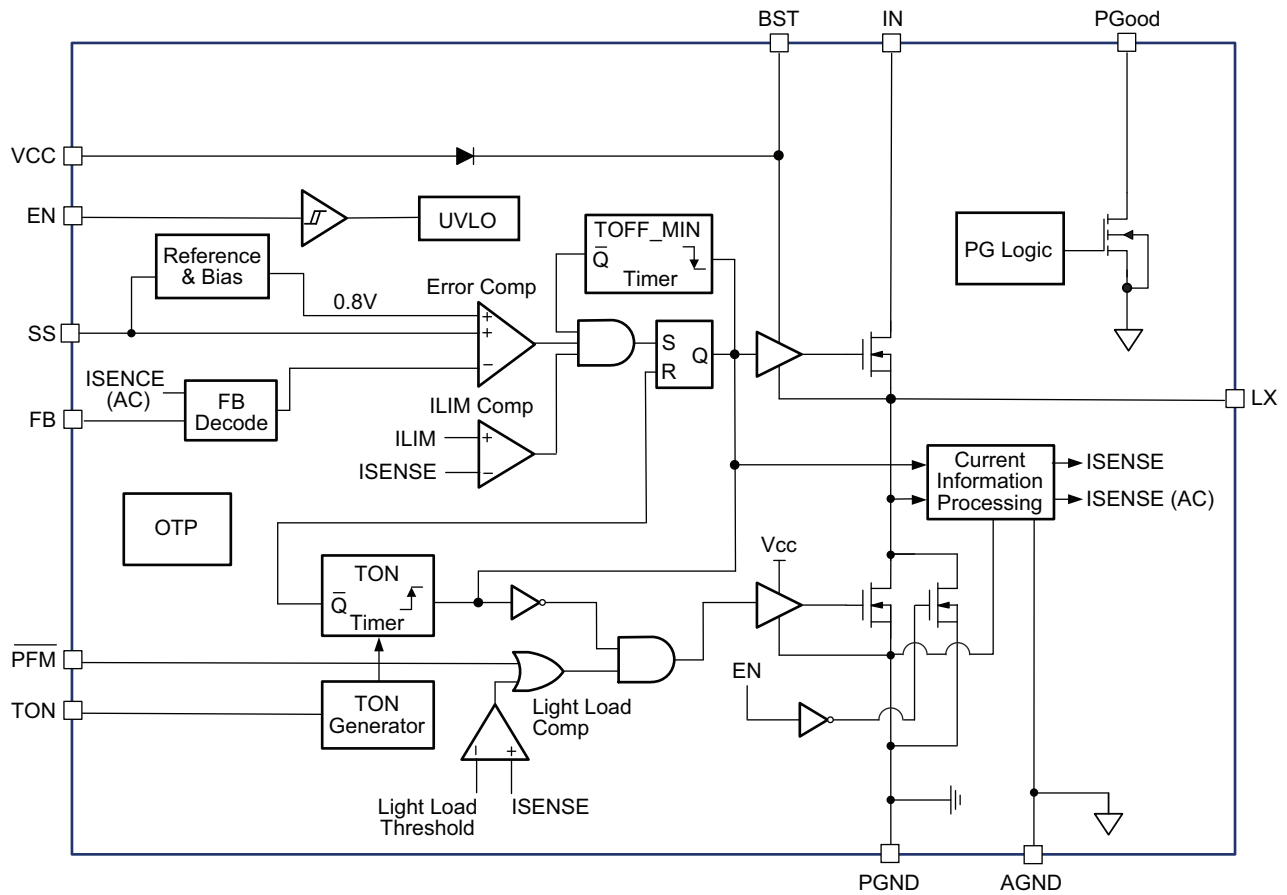 BST
IN
PGood
VCC
EN
UVLO
TOFF_MIN
Q̅
Timer
PG Logic
Reference
& Bias
0.8V
Error Comp
+
+
−
SS
S
Q
R
ISENCE
(AC)
FB
Decode
FB
ILIM Comp
ILIM
+
ISENSE
−
LX
Current
Information
Processing
ISENSE
ISENSE (AC)
OTP
TON
Q̅
Timer
Vcc
P̅F̅M̅
TON
TON
Generator
Light Load
Comp
EN
−
+
Light Load
Threshold
ISENSE
PGND
AGND